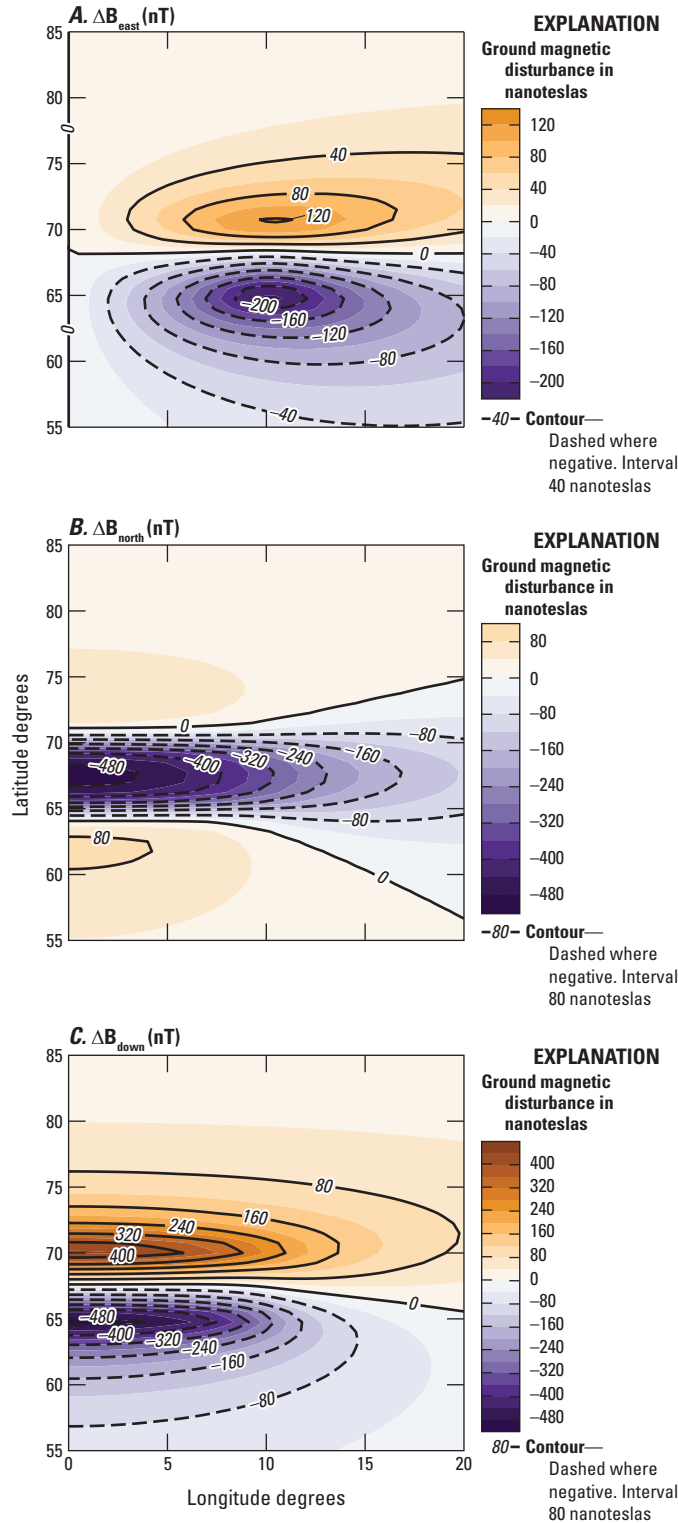 A. ΔBeast (nT)
85
80
75
70
65
60
55
0
0
40
80
120
0
−200
−160
−120
−80
−40
EXPLANATION
Ground magnetic
disturbance in
nanoteslas
120
80
40
0
−40
−80
−120
−160
−200
−40− Contour—
Dashed where
negative. Interval
40 nanoteslas
0 5 10 15 20
B. ΔBnorth (nT)
Latitude degrees
85
80
75
70
65
60
55
0
−80
−160
−240
−320
−400
−480
−80
80
0
EXPLANATION
Ground magnetic
disturbance in
nanoteslas
80
0
−80
−160
−240
−320
−400
−480
−80− Contour—
Dashed where
negative. Interval
80 nanoteslas
C. ΔBdown (nT)
85
80
75
70
65
60
55
80
160
240
320
400
0
−480
−400
−320
−240
−160
−80
0 5 10 15 20
Longitude degrees
EXPLANATION
Ground magnetic
disturbance in
nanoteslas
400
320
240
160
80
0
−80
−160
−240
−320
−400
−480
80− Contour—
Dashed where
negative. Interval
80 nanoteslas